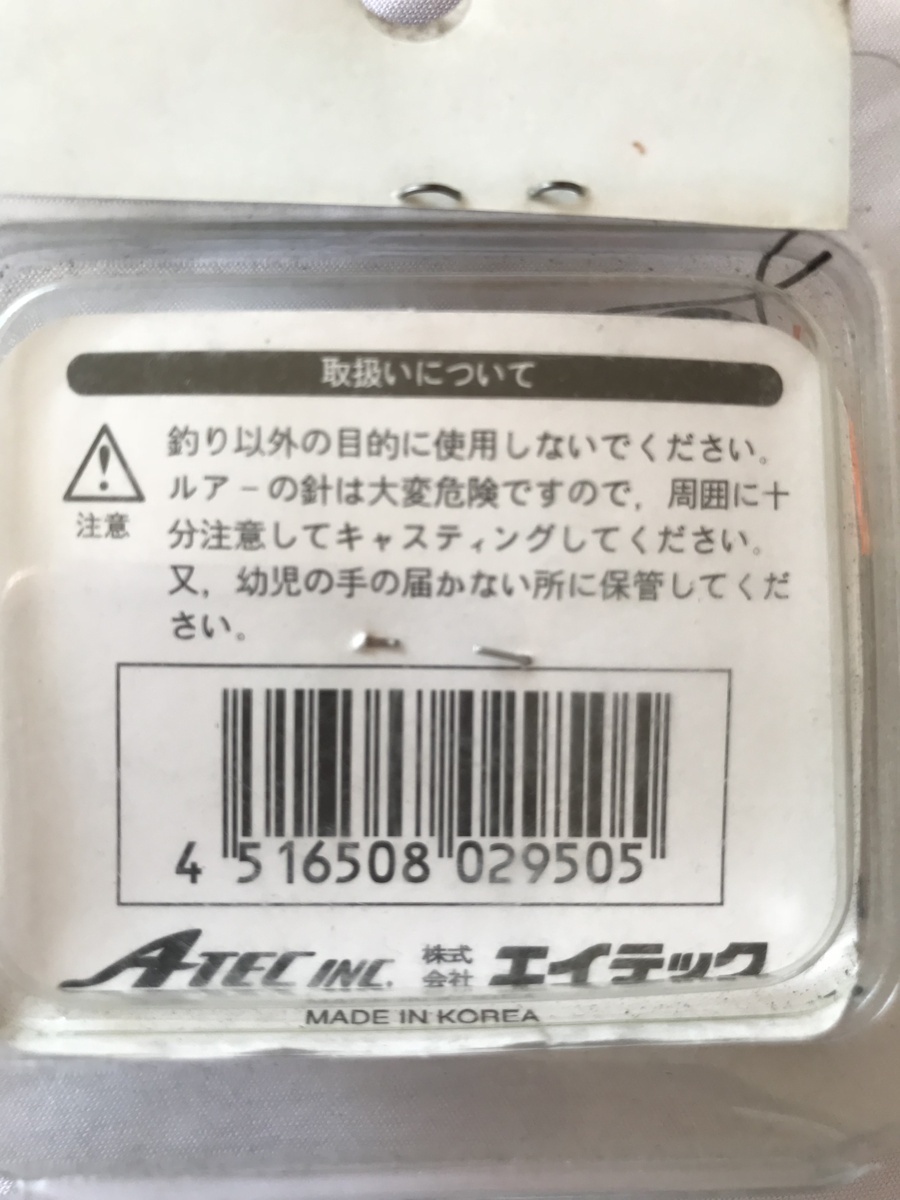 取扱いについて
釣り以外の目的に使用しないでください。
ルアーの針は大変危険ですので，周囲に十
分注意してキャスティングしてください。
又，幼児の手の届かない所に保管してくだ
さい。
注意
4 516508 029505
A-TEC INC. 株式会社 エイテック
MADE IN KOREA